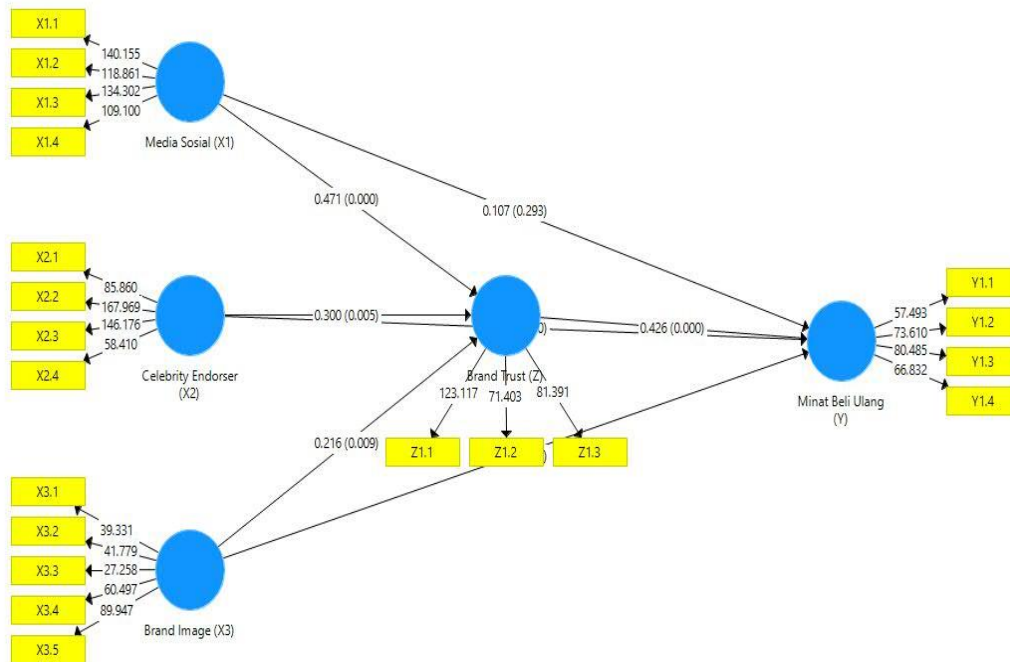 X1.1
X1.2
X1.3
X1.4
140.155
118.861
134.302
109.100
Media Sosial (X1)
0.471 (0.000)
0.107 (0.293)
X2.1
X2.2
X2.3
X2.4
85.860
167.969
146.176
58.410
Celebrity Endorser
(X2)
0.300 (0.005)
0)
0.426 (0.000)
Brand Trust (Z)
123.117
71.403
81.391
Z1.1
Z1.2
Z1.3
)
Y1.1
Y1.2
Y1.3
Y1.4
57.493
73.610
80.485
66.832
Minat Beli Ulang
(Y)
0.216 (0.009)
X3.1
X3.2
X3.3
X3.4
X3.5
39.331
41.779
27.258
60.497
89.947
Brand Image (X3)